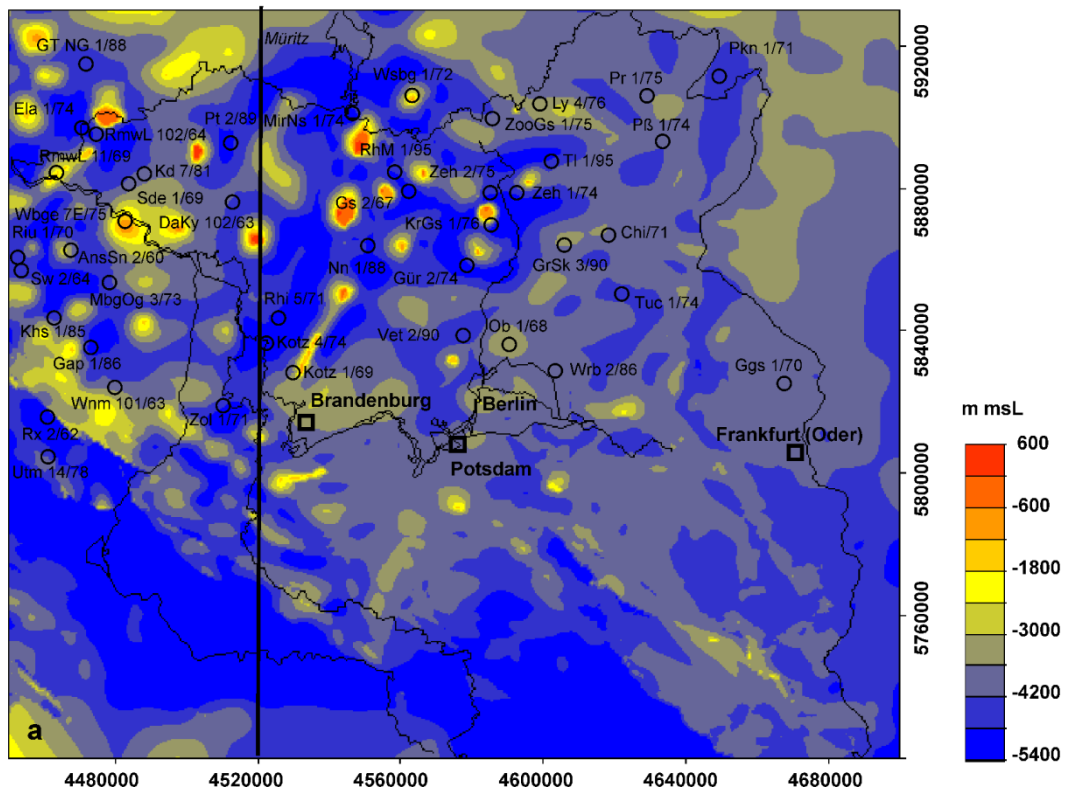 GT NG 1/88
Müritz
Pkn 1/71
Wsbg 1/72
Pr 1/75
Ela 1/74
Pt 2/89
MirNs 1/74
Ly 4/76
ZooGs 1/75
RmwL 102/64
Pß 1/74
RmwL 11/69
RhM 1/95
Tl 1/95
Kd 7/81
Zeh 2/75
Sde 1/69
Gs 2/67
Zeh 1/74
Wbge 7E/75
DaKy 102/63
KrGs 1/76
Riu 1/70
Chi/71
AnsSn 2/60
Nn 1/88
GrSk 3/90
Sw 2/64
Gür 2/74
MbgOg 3/73
Tuc 1/74
Rhi 5/71
Khs 1/85
Kotz 4/74
Vet 2/90
Ob 1/68
Gap 1/86
Kotz 1/69
Wrb 2/86
Ggs 1/70
Wnm 101/63
Zol 1/71
Brandenburg
Berlin
Rx 2/62
Potsdam
Frankfurt (Oder)
Utm 14/78
a
5920000
5880000
5840000
5800000
5760000
4480000
4520000
4560000
4600000
4640000
4680000
m msL
600
-600
-1800
-3000
-4200
-5400